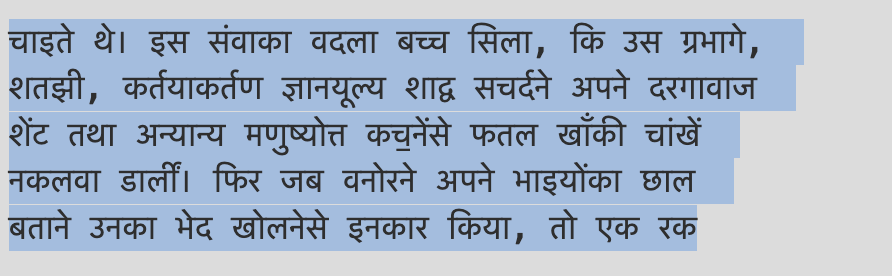 चाइते थे। इस संवाका वदला बच्च सिला, कि उस ग्रभागे,
शतझी, कर्तयाकर्तण ज्ञानयूल्य शाद्व सचर्दने अपने दरगावाज
शेंट तथा अन्यान्य मणुष्योत्त कच॒नेंसे फतल खाँकी चांखें
नकलवा डार्लीं। फिर जब वनोरने अपने भाइयोंका छाल
बताने उनका भेद खोलनेसे इनकार किया, तो एक रक